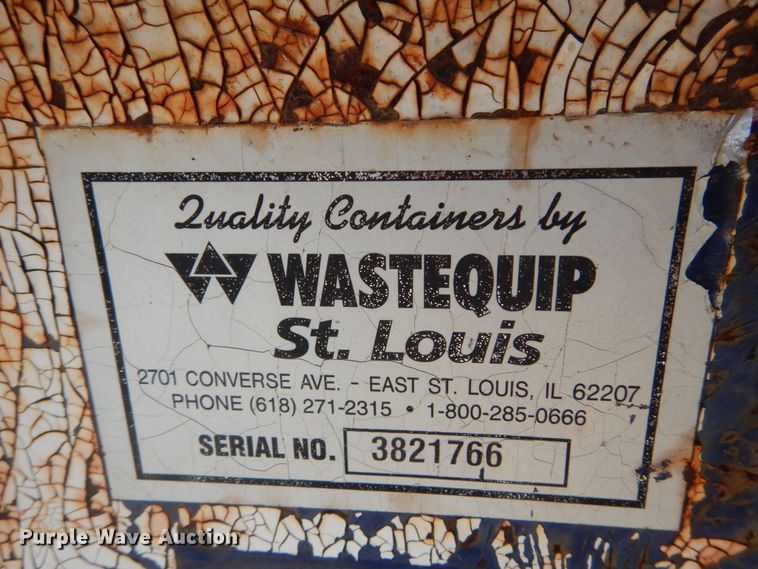 Quality Containers by
WASTEQUIP
St. Louis
2701 CONVERSE AVE. - EAST ST. LOUIS, IL 62207
PHONE (618) 271-2315 • 1-800-285-0666
SERIAL NO. 3821766
Purple Wave Auction